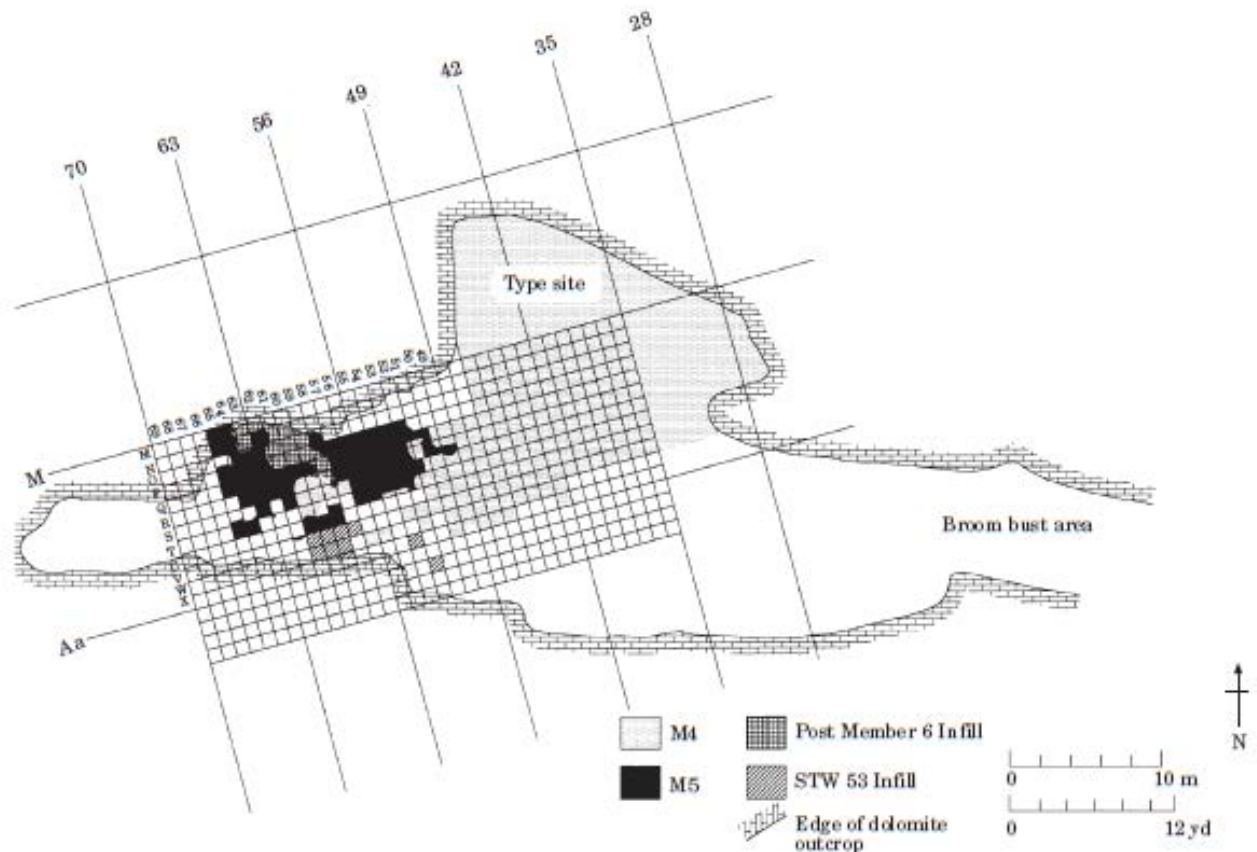 28
35
42
49
56
63
70
Type site
M
M
N
Aa
Broom bust area
M4
Post Member 6 Infill
M5
STW 53 Infill
Edge of dolomite
outcrop
0 10 m
0 12 yd
N